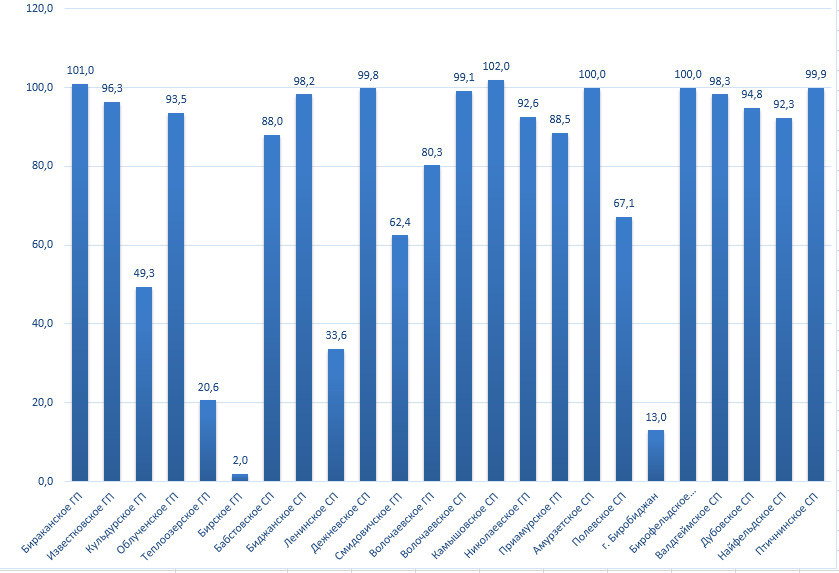 120,0
100,0
80,0
60,0
40,0
20,0
0,0
101,0
96,3
49,3
93,5
20,6
2,0
88,0
98,2
33,6
99,8
62,4
80,3
99,1
102,0
92,6
88,5
100,0
67,1
13,0
100,0
98,3
94,8
92,3
99,9
Бираканское ГП
Известковское ГП
Кульдурское ГП
Облученское ГП
Теплоозерское ГП
Бирское ГП
Бабстовское СП
Биджанское СП
Ленинское СП
Дежневское СП
Смидовичское ГП
Волочаевское ГП
Волочаевское СП
Камышовское СП
Николаевское ГП
Приамурское ГП
Амурзетское СП
Полевское СП
г. Биробиджан
Бирофельдское...
Валдгеймское СП
Дубовское СП
Найфельдское СП
Птичнинское СП